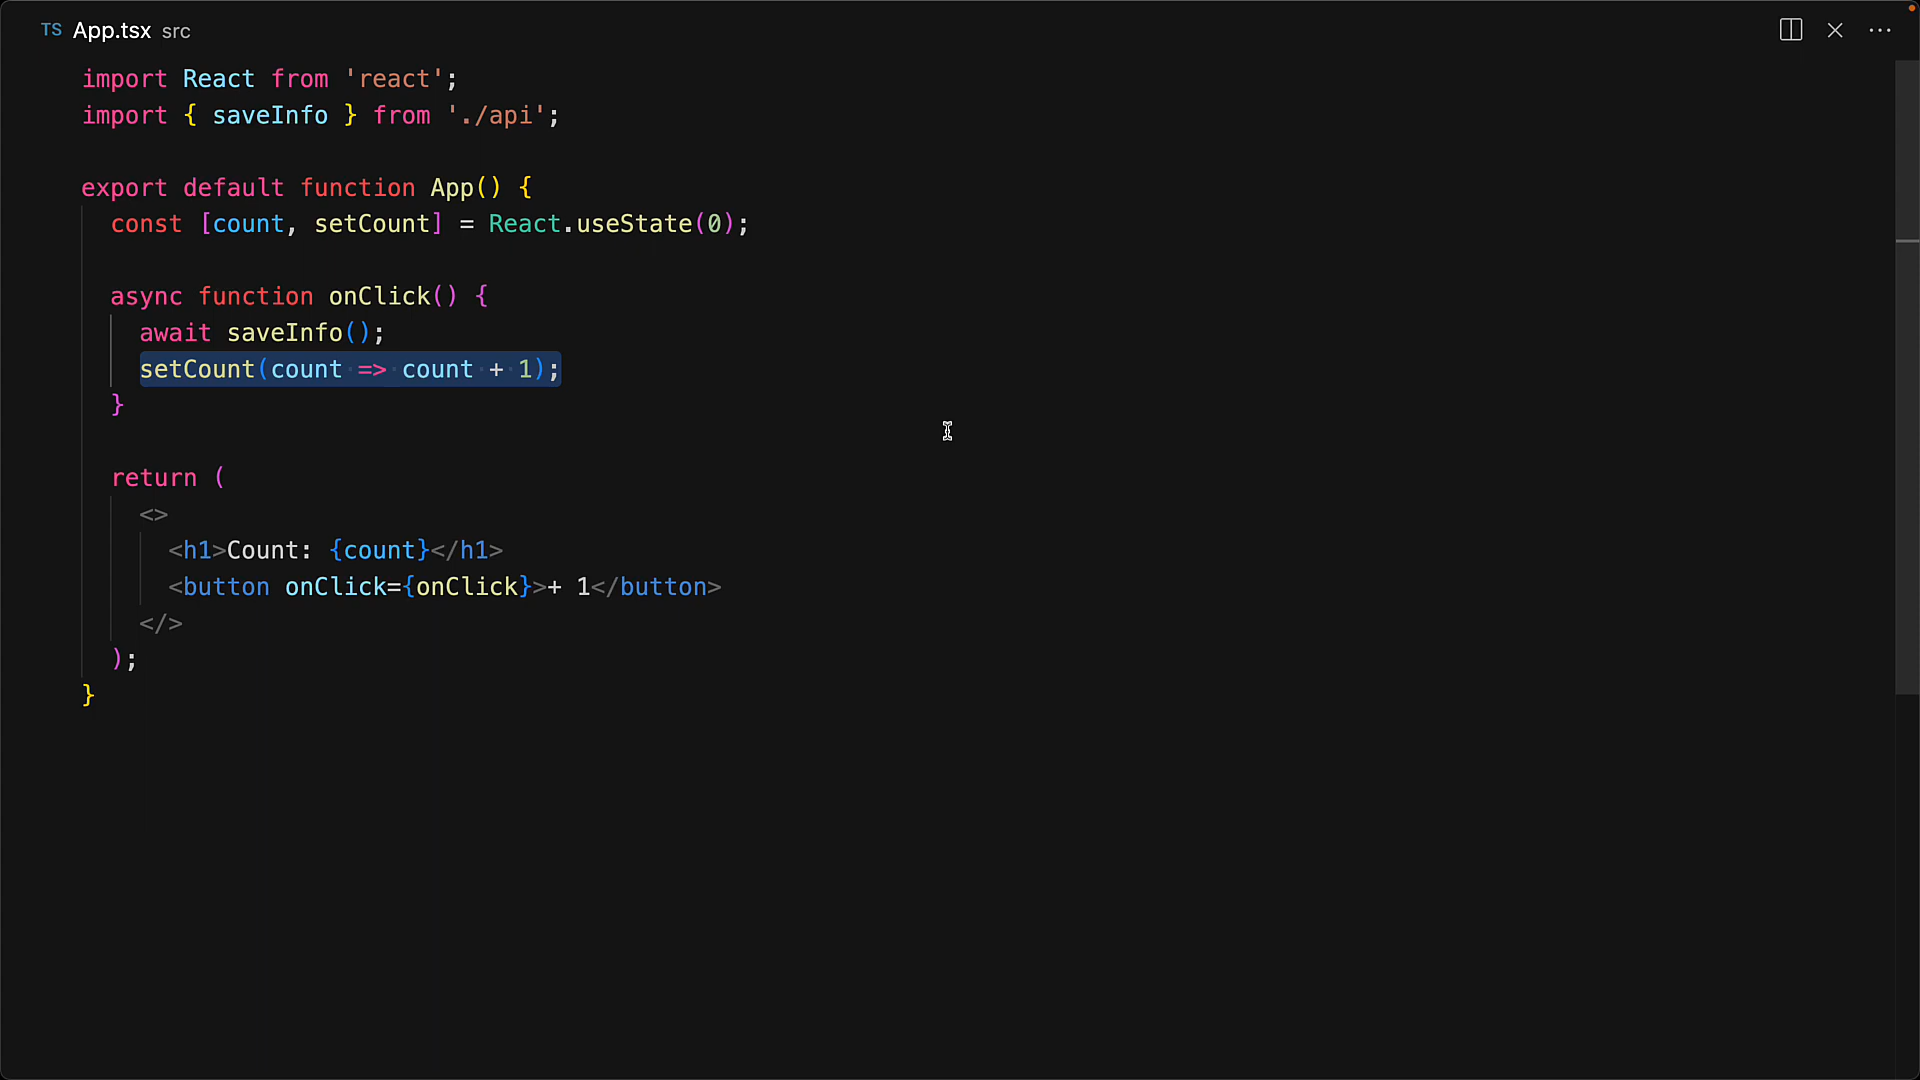 TS App.tsx src
import React from 'react';
import { saveInfo } from './api';
export default function App() {
const [count, setCount] = React.useState(0);
async function onClick() {
await saveInfo();
setCount(count => count + 1);
}
return (
<>
<h1>Count: {count}</h1>
<button onClick={onClick}>+ 1</button>
</>
);
}